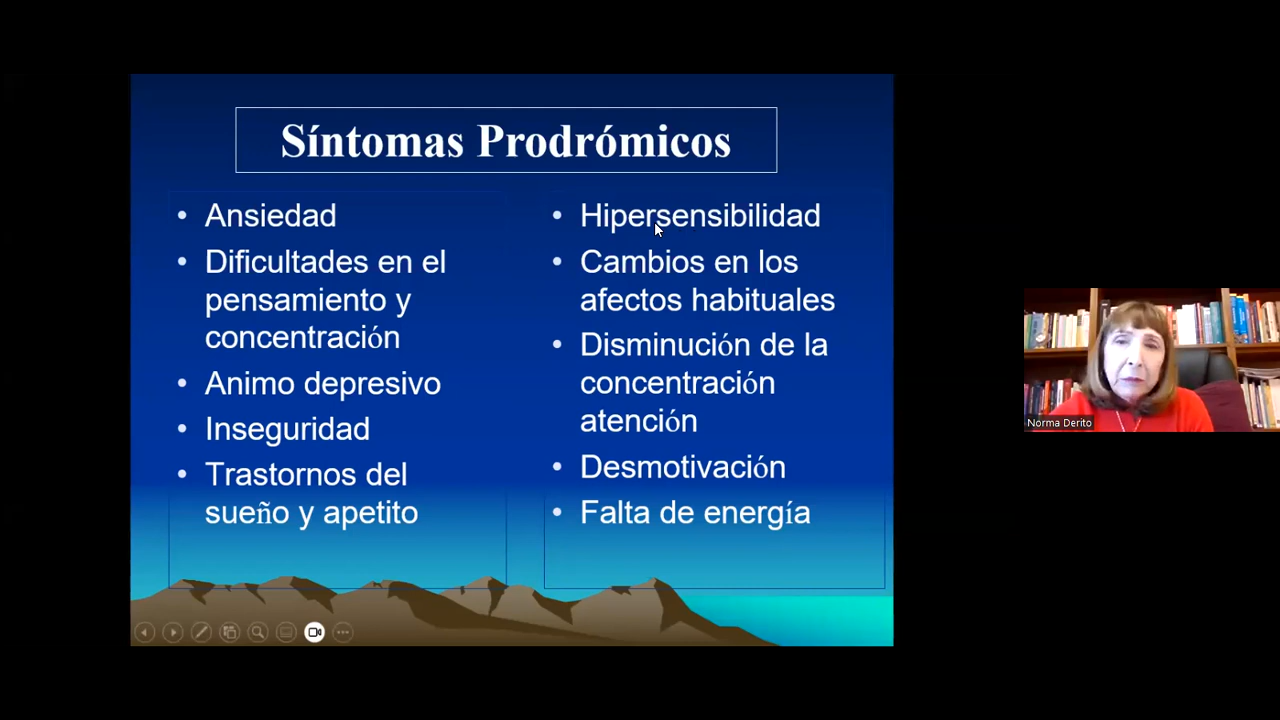 Síntomas Prodrómicos
Ansiedad
Dificultades en el
pensamiento y
concentración
Animo depresivo
Inseguridad
Trastornos del
sueño y apetito
Hipersensibilidad
Cambios en los
afectos habituales
Disminución de la
concentración
atención
Desmotivación
Falta de energía
Norma Derito